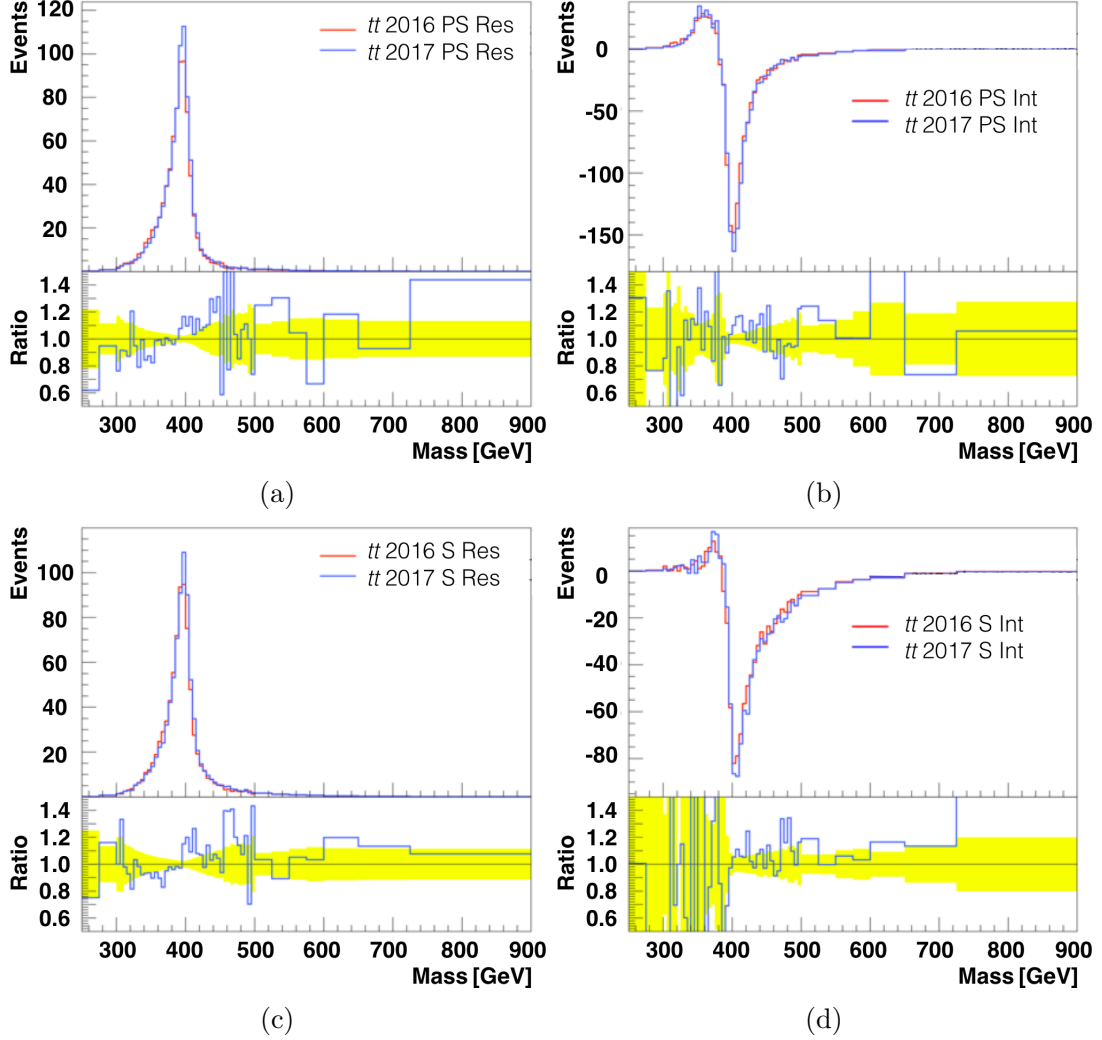 Events
120
100
80
60
40
20
tt 2016 PS Res
tt 2017 PS Res
Ratio
1.4
1.2
1.0
0.8
0.6
300 400 500 600 700 800 900
Mass [GeV]
(a)
Events
0
-50
-100
-150
tt 2016 PS Int
tt 2017 PS Int
Ratio
1.4
1.2
1.0
0.8
0.6
300 400 500 600 700 800 900
Mass [GeV]
(b)
Events
100
80
60
40
20
tt 2016 S Res
tt 2017 S Res
Ratio
1.4
1.2
1.0
0.8
0.6
300 400 500 600 700 800 900
Mass [GeV]
(c)
Events
0
-20
-40
-60
-80
tt 2016 S Int
tt 2017 S Int
Ratio
1.4
1.2
1.0
0.8
0.6
300 400 500 600 700 800 900
Mass [GeV]
(d)